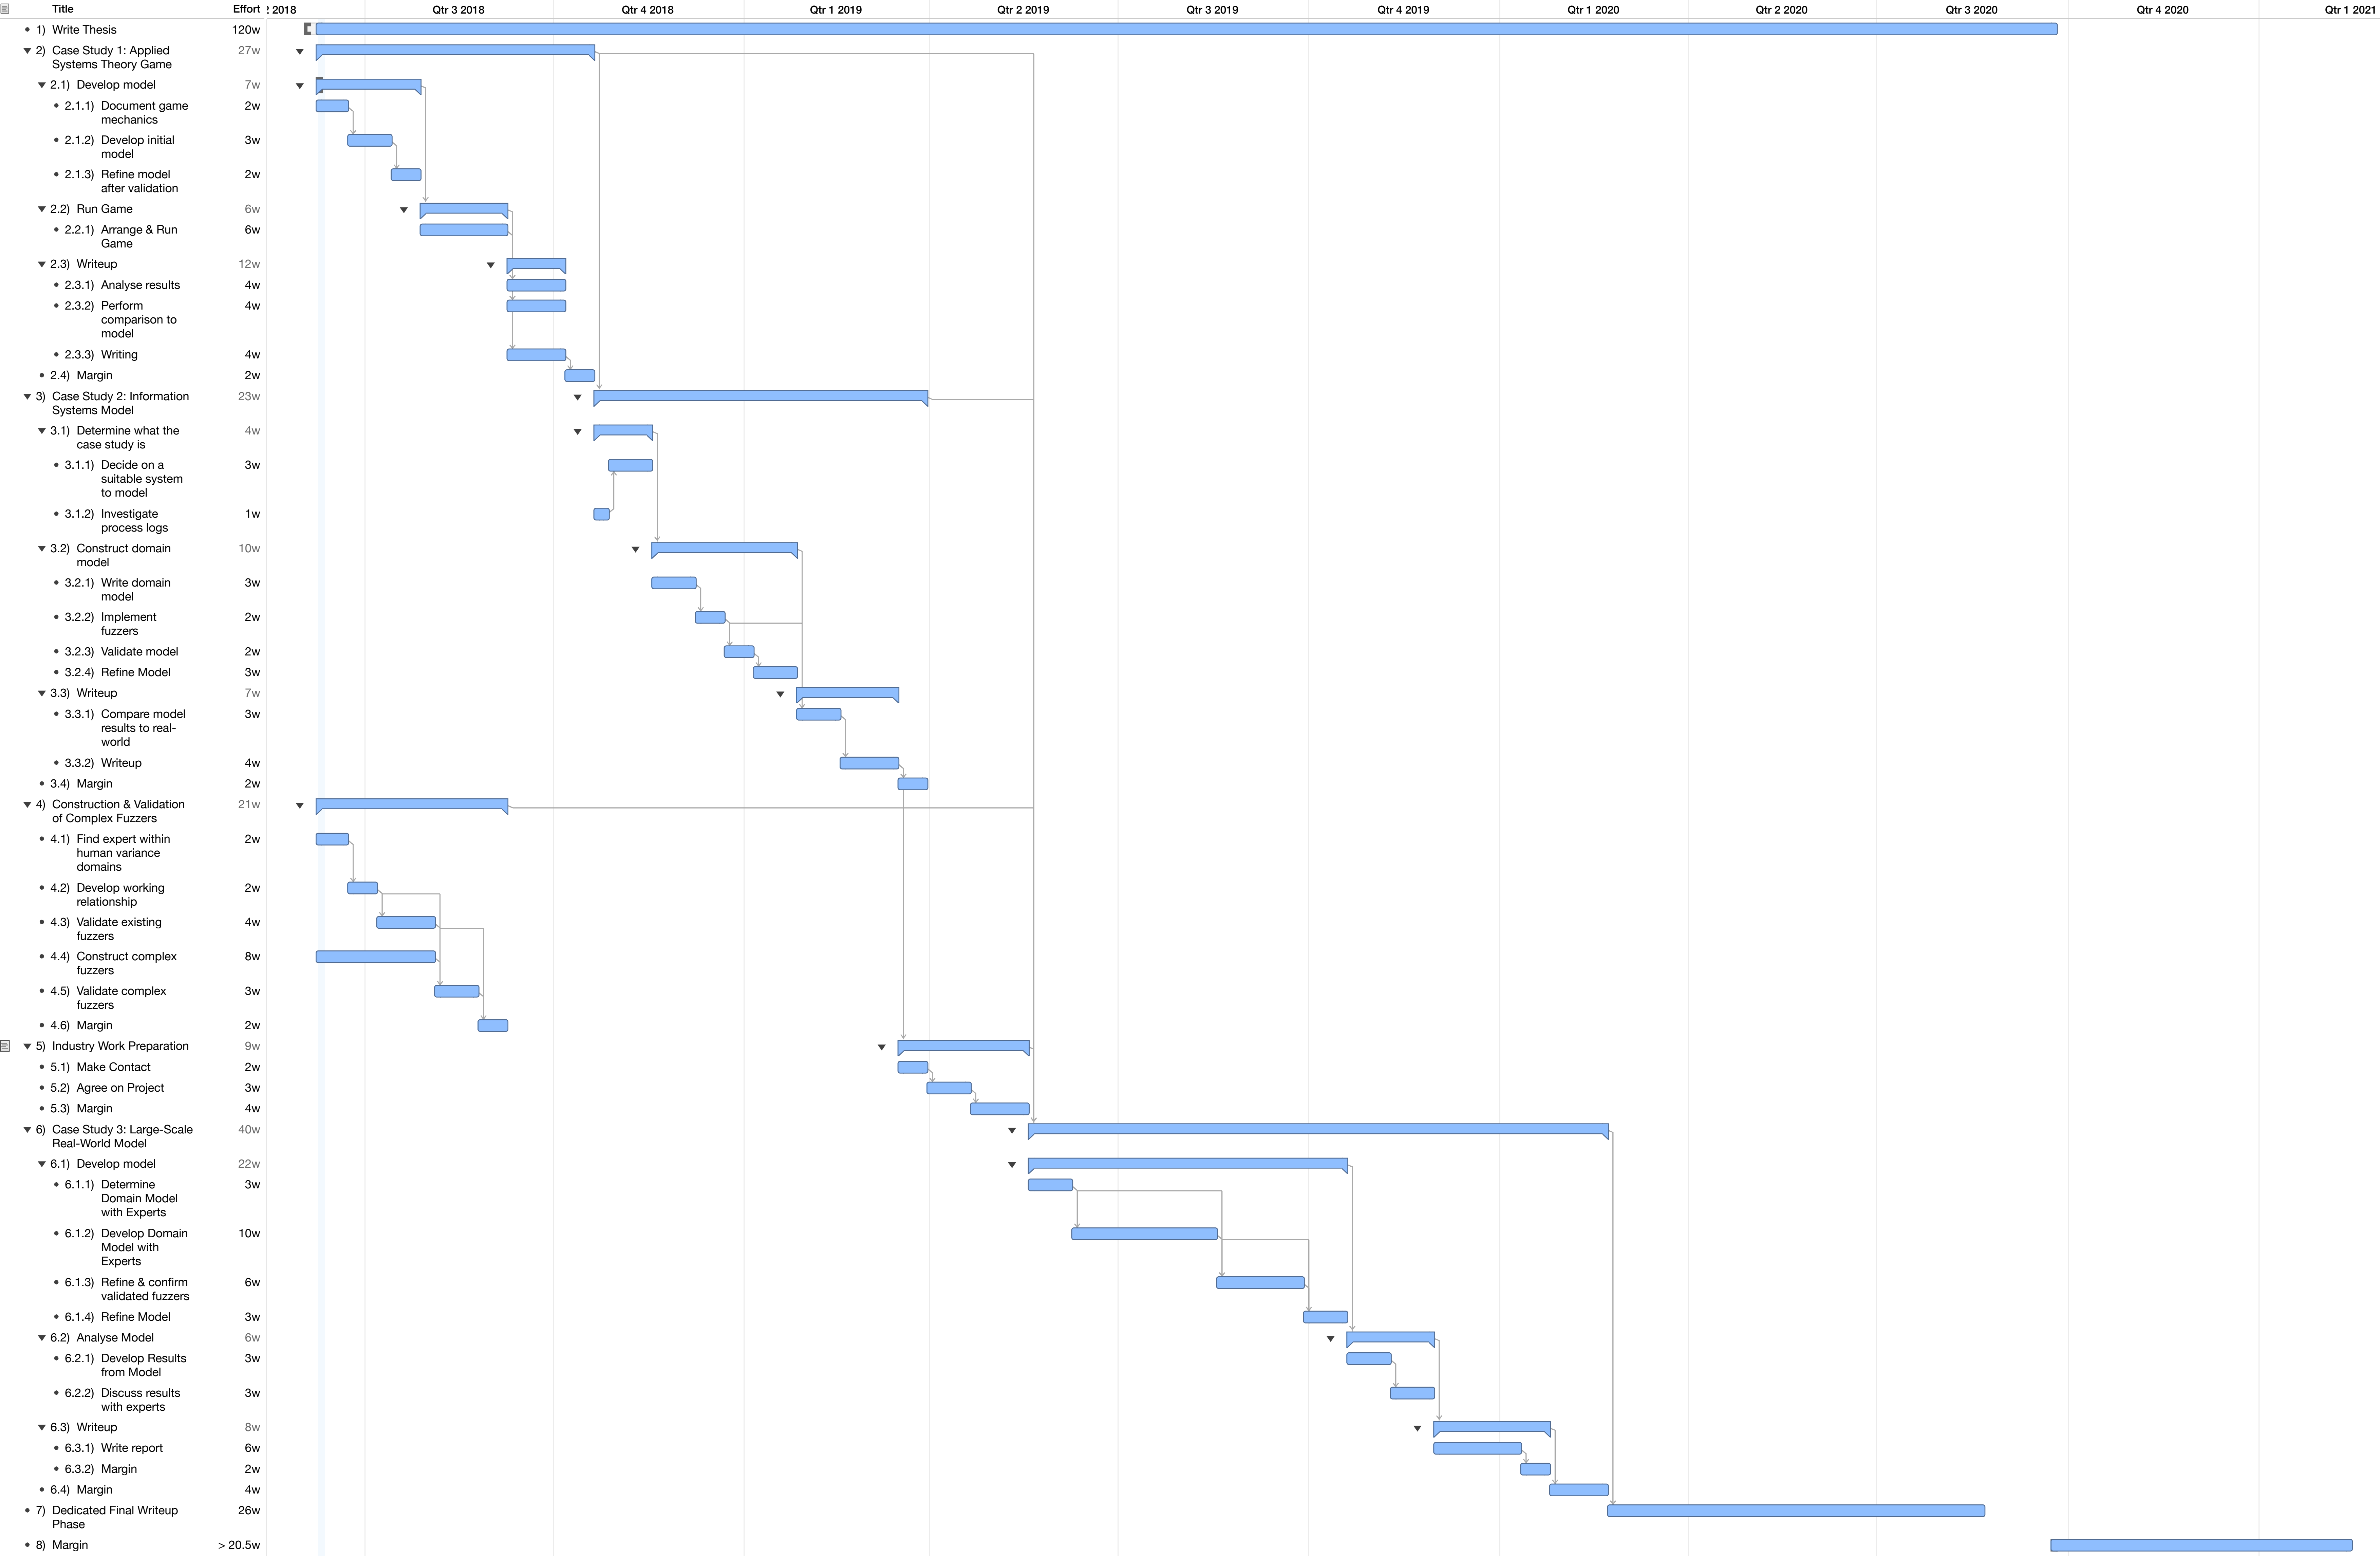 Title Effort 2 2018 Qtr 3 2018 Qtr 4 2018 Qtr 1 2019 Qtr 2 2019 Qtr 3 2019 Qtr 4 2019 Qtr 1 2020 Qtr 2 2020 Qtr 3 2020 Qtr 4 2020 Qtr 1 2021
1) Write Thesis 120w
2) Case Study 1: Applied 27w
Systems Theory Game
2.1) Develop model 7w
2.1.1) Document game 2w
mechanics
2.1.2) Develop initial 3w
model
2.1.3) Refine model 2w
after validation
2.2) Run Game 6w
2.2.1) Arrange & Run 6w
Game
2.3) Writeup 12w
2.3.1) Analyse results 4w
2.3.2) Perform 4w
comparison to
model
2.3.3) Writing 4w
2.4) Margin 2w
3) Case Study 2: Information 23w
Systems Model
3.1) Determine what the 4w
case study is
3.1.1) Decide on a 3w
suitable system
to model
3.1.2) Investigate 1w
process logs
3.2) Construct domain 10w
model
3.2.1) Write domain 3w
model
3.2.2) Implement 2w
fuzzers
3.2.3) Validate model 2w
3.2.4) Refine Model 3w
3.3) Writeup 7w
3.3.1) Compare model 3w
results to real-
world
3.3.2) Writeup 4w
3.4) Margin 2w
4) Construction & Validation 21w
of Complex Fuzzers
4.1) Find expert within 2w
human variance
domains
4.2) Develop working 2w
relationship
4.3) Validate existing 4w
fuzzers
4.4) Construct complex 8w
fuzzers
4.5) Validate complex 3w
fuzzers
4.6) Margin 2w
5) Industry Work Preparation 9w
5.1) Make Contact 2w
5.2) Agree on Project 3w
5.3) Margin 4w
6) Case Study 3: Large-Scale 40w
Real-World Model
6.1) Develop model 22w
6.1.1) Determine 3w
Domain Model
with Experts
6.1.2) Develop Domain 10w
Model with
Experts
6.1.3) Refine & confirm 6w
validated fuzzers
6.1.4) Refine Model 3w
6.2) Analyse Model 6w
6.2.1) Develop Results 3w
from Model
6.2.2) Discuss results 3w
with experts
6.3) Writeup 8w
6.3.1) Write report 6w
6.3.2) Margin 2w
6.4) Margin 4w
7) Dedicated Final Writeup 26w
Phase
8) Margin > 20.5w